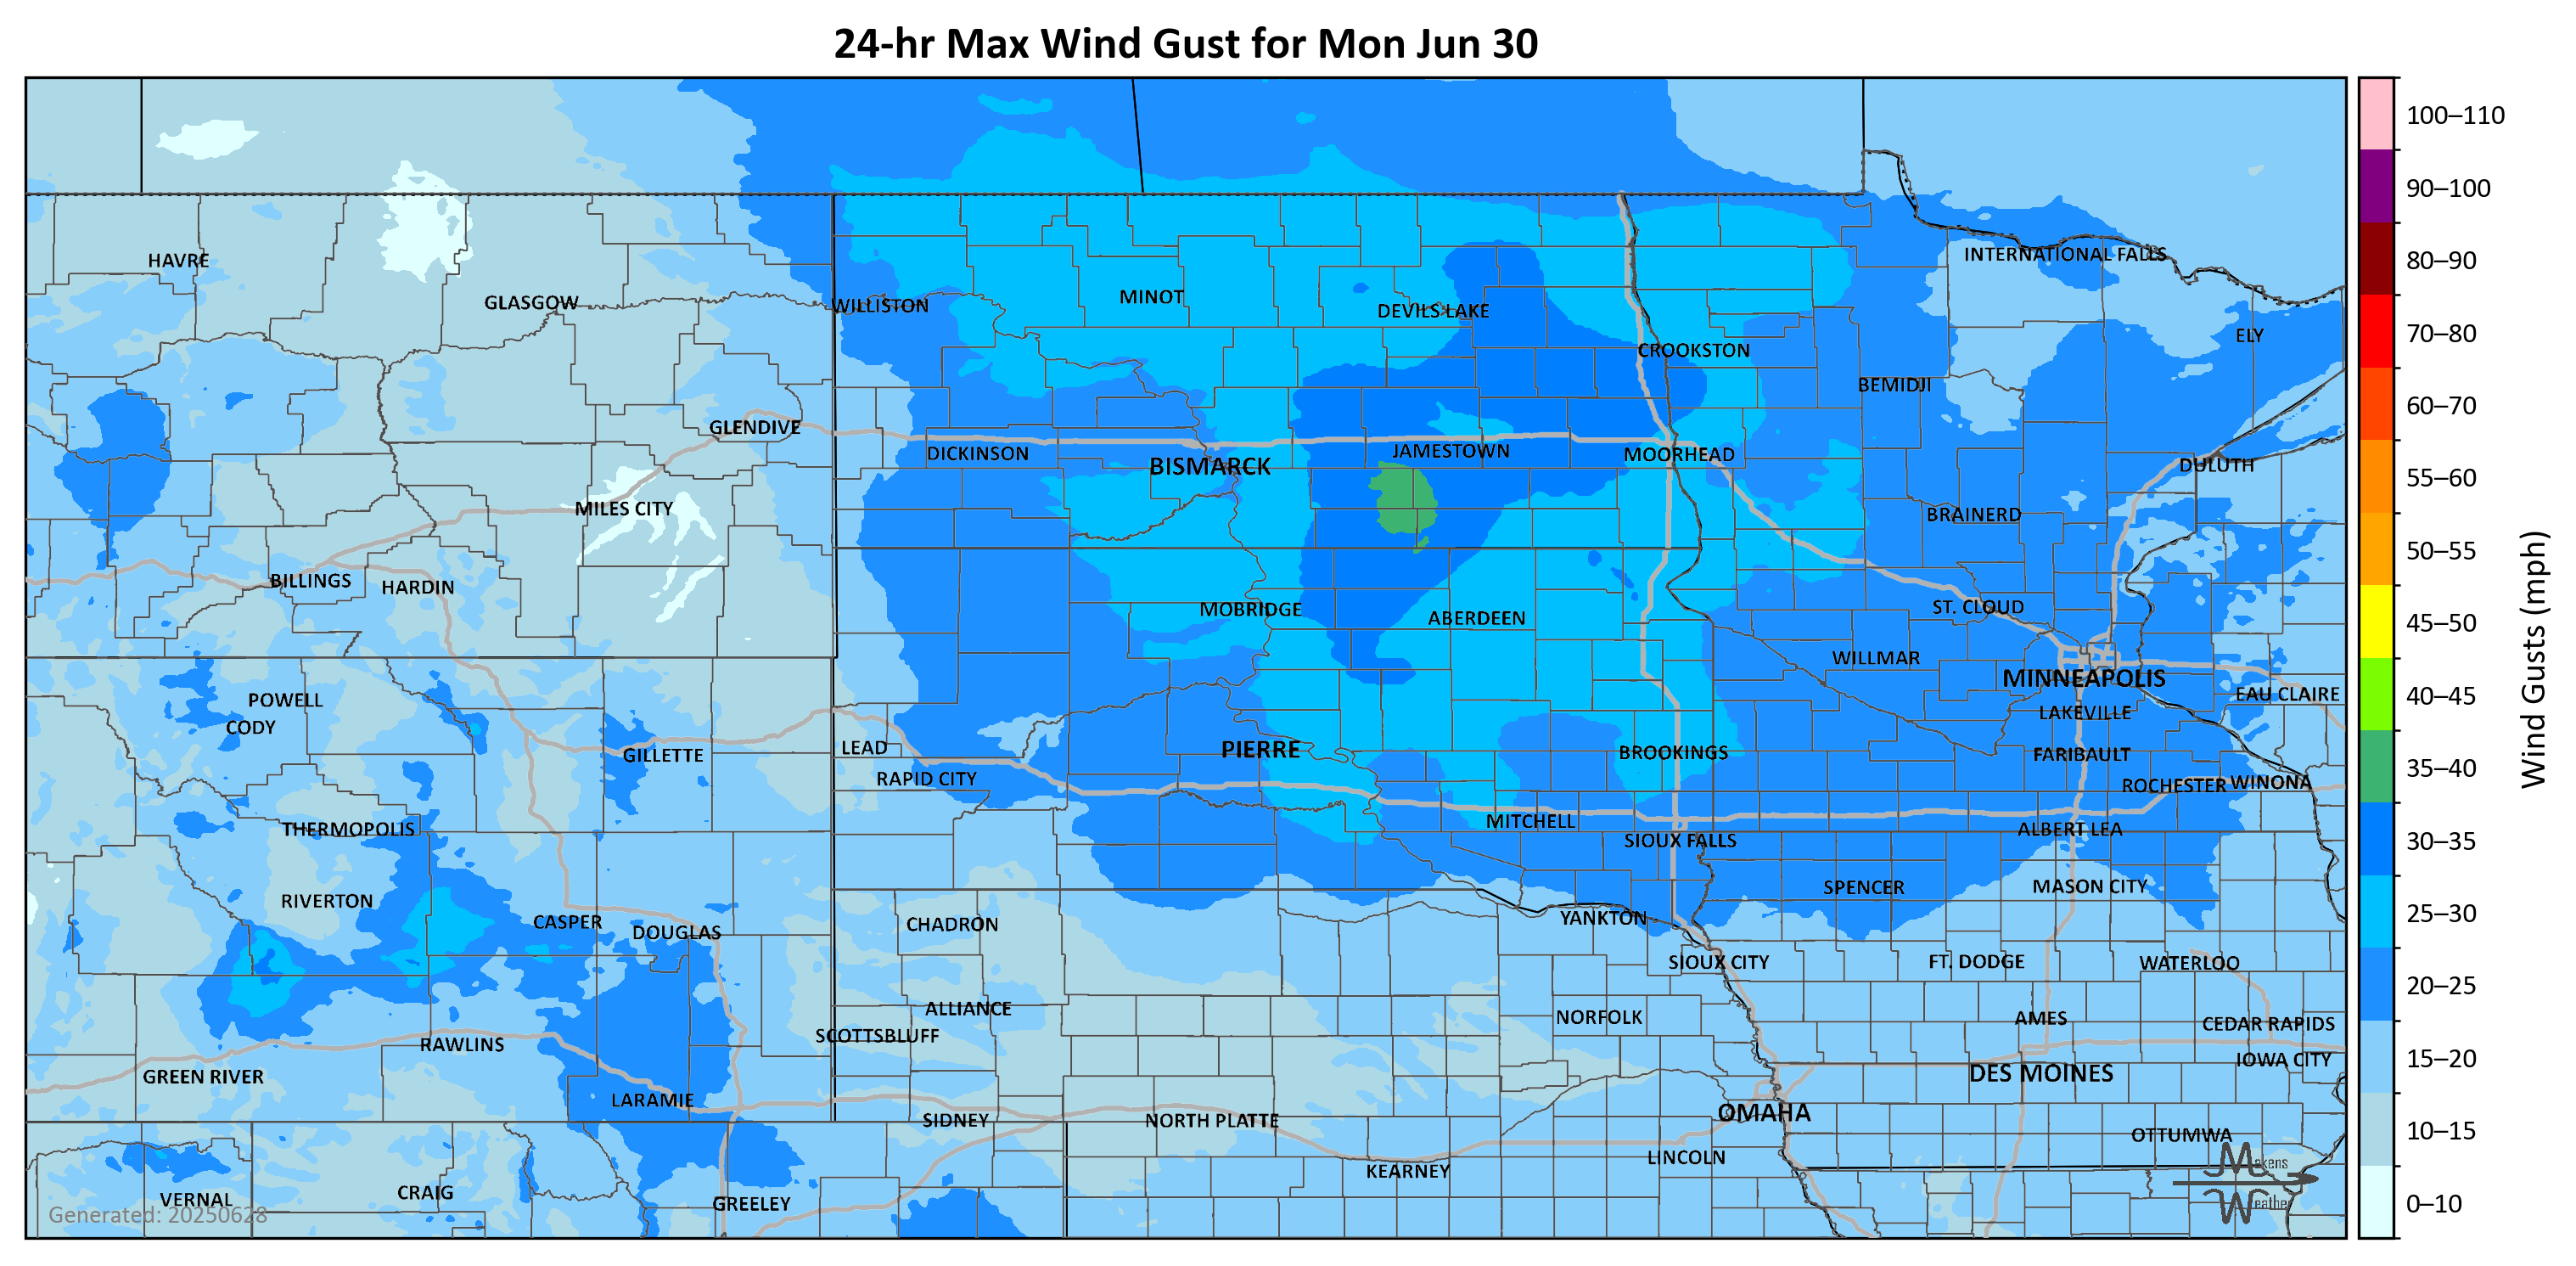 24-hr Max Wind Gust for Mon Jun 30
100–110
90–100
80–90
70–80
60–70
55–60
50–55
45–50
40–45
35–40
30–35
25–30
20–25
15–20
10–15
0–10
Wind Gusts (mph)
HAVRE
INTERNATIONAL FALLS
GLASGOW
WILLISTON
MINOT
DEVILS LAKE
ELY
CROOKSTON
BEMIDJI
GLENDIVE
DICKINSON
BISMARCK
JAMESTOWN
MOORHEAD
DULUTH
MILES CITY
BRAINERD
BILLINGS
HARDIN
MOBRIDGE
ABERDEEN
ST. CLOUD
WILLMAR
MINNEAPOLIS
EAU CLAIRE
POWELL
CODY
LAKEVILLE
GILLETTE
LEAD
PIERRE
BROOKINGS
FARIBAULT
RAPID CITY
ROCHESTER
WINONA
THERMOPOLIS
MITCHELL
ALBERT LEA
SIOUX FALLS
RIVERTON
SPENCER
MASON CITY
CASPER
DOUGLAS
CHADRON
YANKTON
SIOUX CITY
FT. DODGE
WATERLOO
ALLIANCE
NORFOLK
AMES
CEDAR RAPIDS
SCOTTSBLUFF
RAWLINS
IOWA CITY
GREEN RIVER
DES MOINES
LARAMIE
SIDNEY
NORTH PLATTE
OMAHA
OTTUMWA
KEARNEY
LINCOLN
VERNAL
CRAIG
GREELEY
Generated: 20250628
Makens
Weather